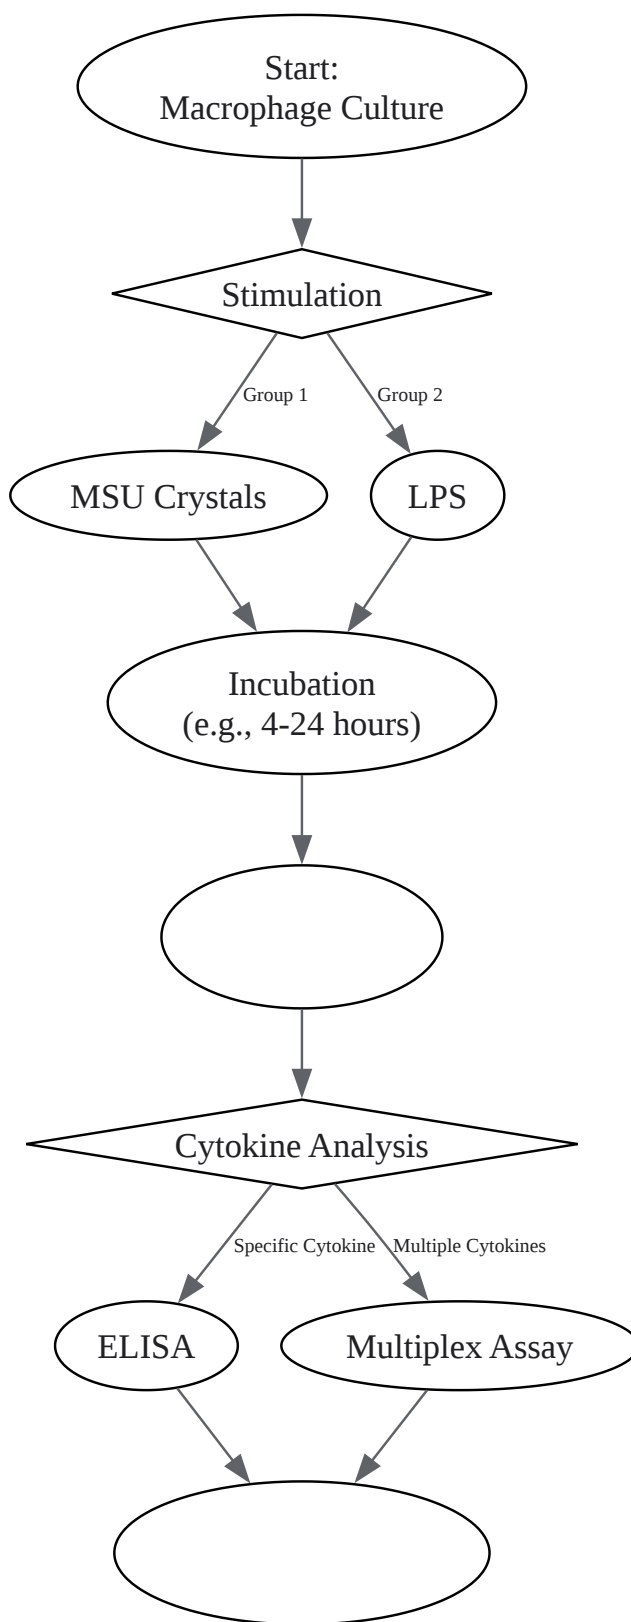 Start:
Macrophage Culture
Stimulation
Group 1
Group 2
MSU Crystals
LPS
Incubation
(e.g., 4-24 hours)
Cytokine Analysis
Specific Cytokine
Multiple Cytokines
ELISA
Multiplex Assay